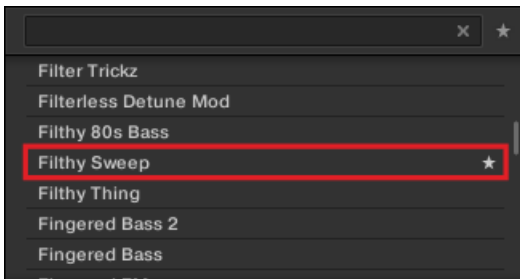 Filter Trickz
Filterless Detune Mod
Filthy 80s Bass
Filthy Sweep
Filthy Thing
Fingered Bass 2
Fingered Bass